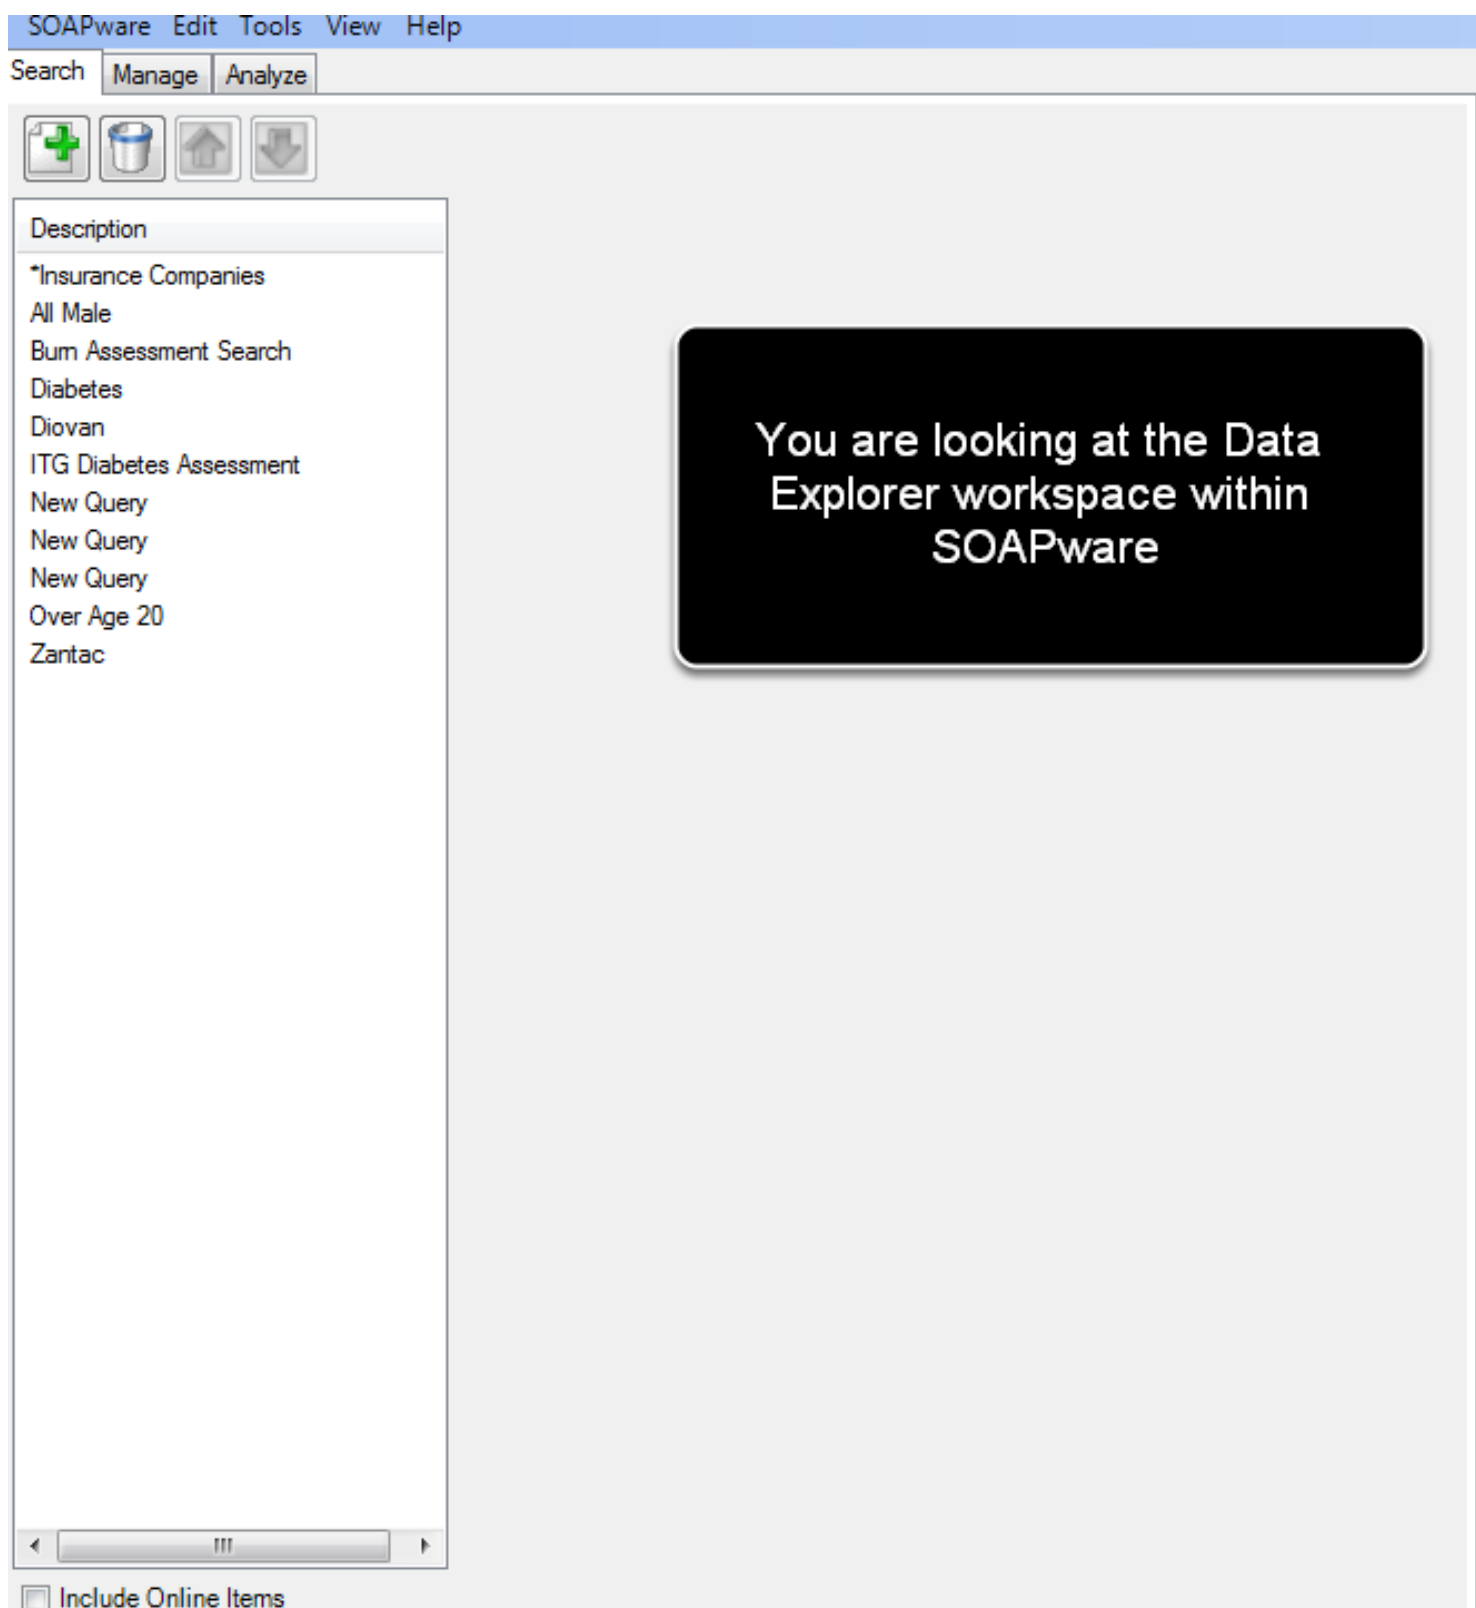 SOAPware Edit Tools View Help
Search Manage Analyze
Description
*Insurance Companies
All Male
Burn Assessment Search
Diabetes
Diovan
ITG Diabetes Assessment
New Query
New Query
New Query
Over Age 20
Zantac
You are looking at the Data
Explorer workspace within
SOAPware
Include Online Items